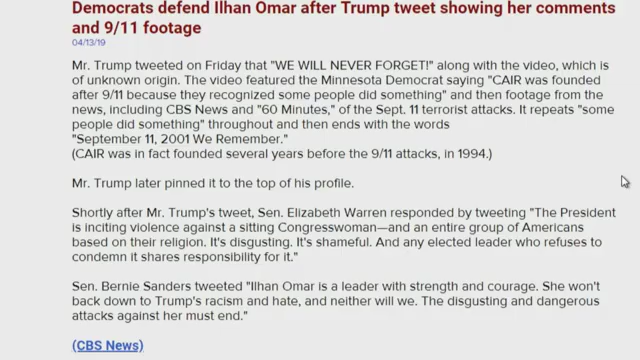 Democrats defend Ilhan Omar after Trump tweet showing her comments
and 9/11 footage
04/13/19
Mr. Trump tweeted on Friday that "WE WILL NEVER FORGET!" along with the video, which is
of unknown origin. The video featured the Minnesota Democrat saying "CAIR was founded
after 9/11 because they recognized some people did something" and then footage from
the news, including CBS News and "60 Minutes," of the Sept. 11 terrorist attacks. It repeats "some
people did something" throughout and then ends with the words
"September 11, 2001 We Remember."
(CAIR was in fact founded several years before the 9/11 attacks, in 1994.)
Mr. Trump later pinned it to the top of his profile.
Shortly after Mr. Trump's tweet, Sen. Elizabeth Warren responded by tweeting "The President
is inciting violence against a sitting Congresswoman—and an entire group of Americans
based on their religion. It's disgusting. It's shameful. And any elected leader who refuses to
condemn it shares responsibility for it."
Sen. Bernie Sanders tweeted "Ilhan Omar is a leader with strength and courage. She won't
back down to Trump's racism and hate, and neither will we. The disgusting and dangerous
attacks against her must end."
(CBS News)